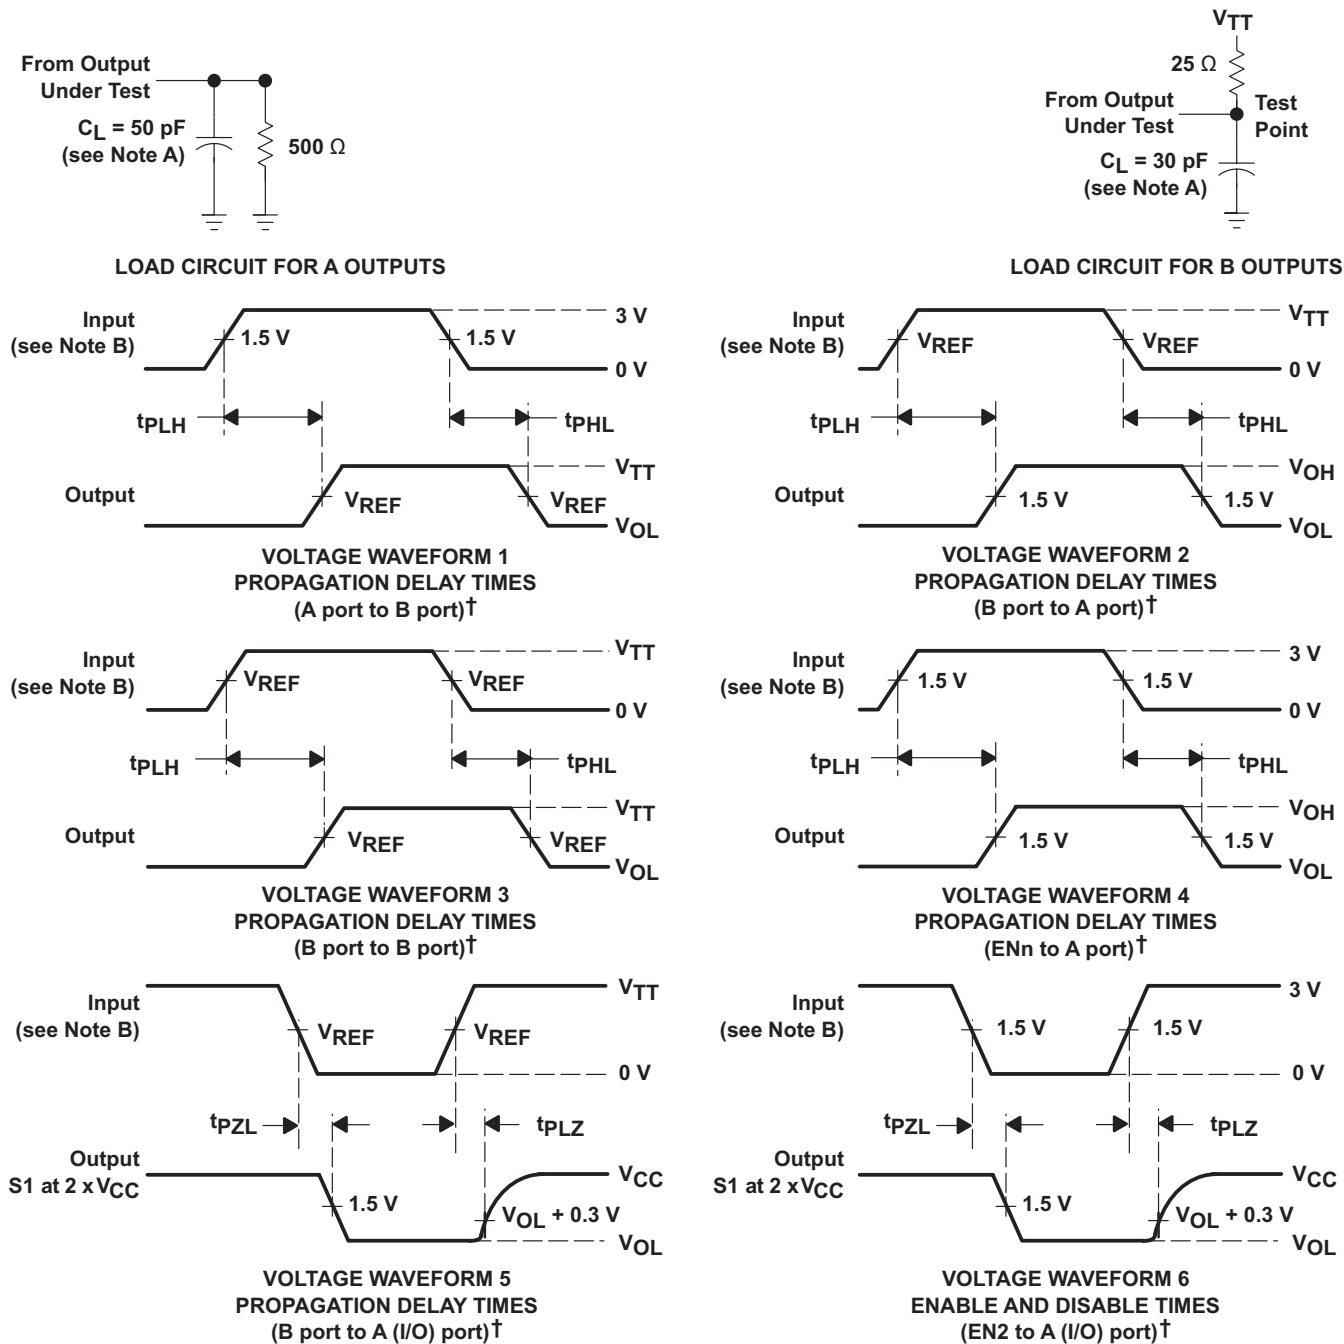 From Output
Under Test
CL = 50 pF
(see Note A)
500 Ω
LOAD CIRCUIT FOR A OUTPUTS
VTT
25 Ω
From Output
Under Test
Test
Point
CL = 30 pF
(see Note A)
LOAD CIRCUIT FOR B OUTPUTS
Input
(see Note B)
1.5 V
1.5 V
3 V
0 V
tPLH
tPHL
Output
VREF
VREF
VTT
VOL
VOLTAGE WAVEFORM 1
PROPAGATION DELAY TIMES
(A port to B port)†
Input
(see Note B)
VREF
VREF
VTT
0 V
tPLH
tPHL
Output
1.5 V
1.5 V
VOH
VOL
VOLTAGE WAVEFORM 2
PROPAGATION DELAY TIMES
(B port to A port)†
Input
(see Note B)
VREF
VREF
VTT
0 V
tPLH
tPHL
Output
VREF
VREF
VTT
VOL
VOLTAGE WAVEFORM 3
PROPAGATION DELAY TIMES
(B port to B port)†
Input
(see Note B)
1.5 V
1.5 V
3 V
0 V
tPLH
tPHL
Output
1.5 V
1.5 V
VOH
VOL
VOLTAGE WAVEFORM 4
PROPAGATION DELAY TIMES
(ENn to A port)†
Input
(see Note B)
VREF
VREF
VTT
0 V
tPZL
tPLZ
Output
S1 at 2 x VCC
1.5 V
VCC
VOL + 0.3 V
VOL
VOLTAGE WAVEFORM 5
PROPAGATION DELAY TIMES
(B port to A (I/O) port)†
Input
(see Note B)
1.5 V
1.5 V
3 V
0 V
tPZL
tPLZ
Output
S1 at 2 x VCC
1.5 V
VCC
VOL + 0.3 V
VOL
VOLTAGE WAVEFORM 6
ENABLE AND DISABLE TIMES
(EN2 to A (I/O) port)†